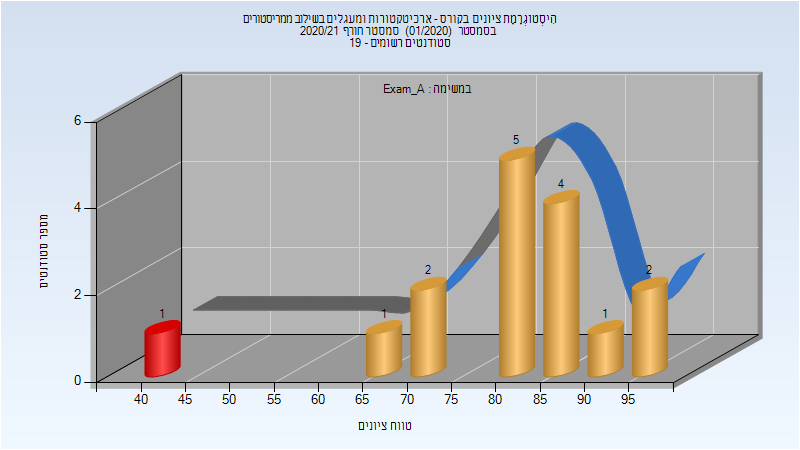 הִיסְטוֹגְרָמַת ציונים בקורס - ארכיטקטורות ומעגלים בשילוב ממריסטורים
בסמסטר (01/2020) סמסטר חורף 2020/21
סטודנטים רשומים - 19
במשימה : Exam_A
6
4
2
0
מספר סטודנטים
1
1
2
5
4
1
2
40 45 50 55 60 65 70 75 80 85 90 95
טווח ציונים